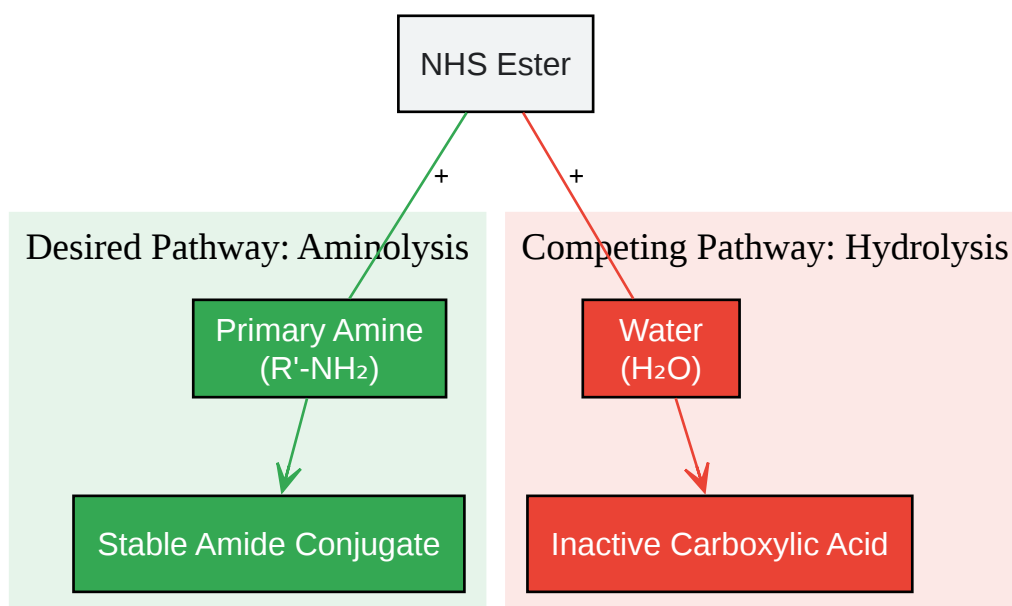 NHS Ester
+
+
Desired Pathway: Aminolysis
Competing Pathway: Hydrolysis
Primary Amine
(R'-NH₂)
Water
(H₂O)
Stable Amide Conjugate
Inactive Carboxylic Acid